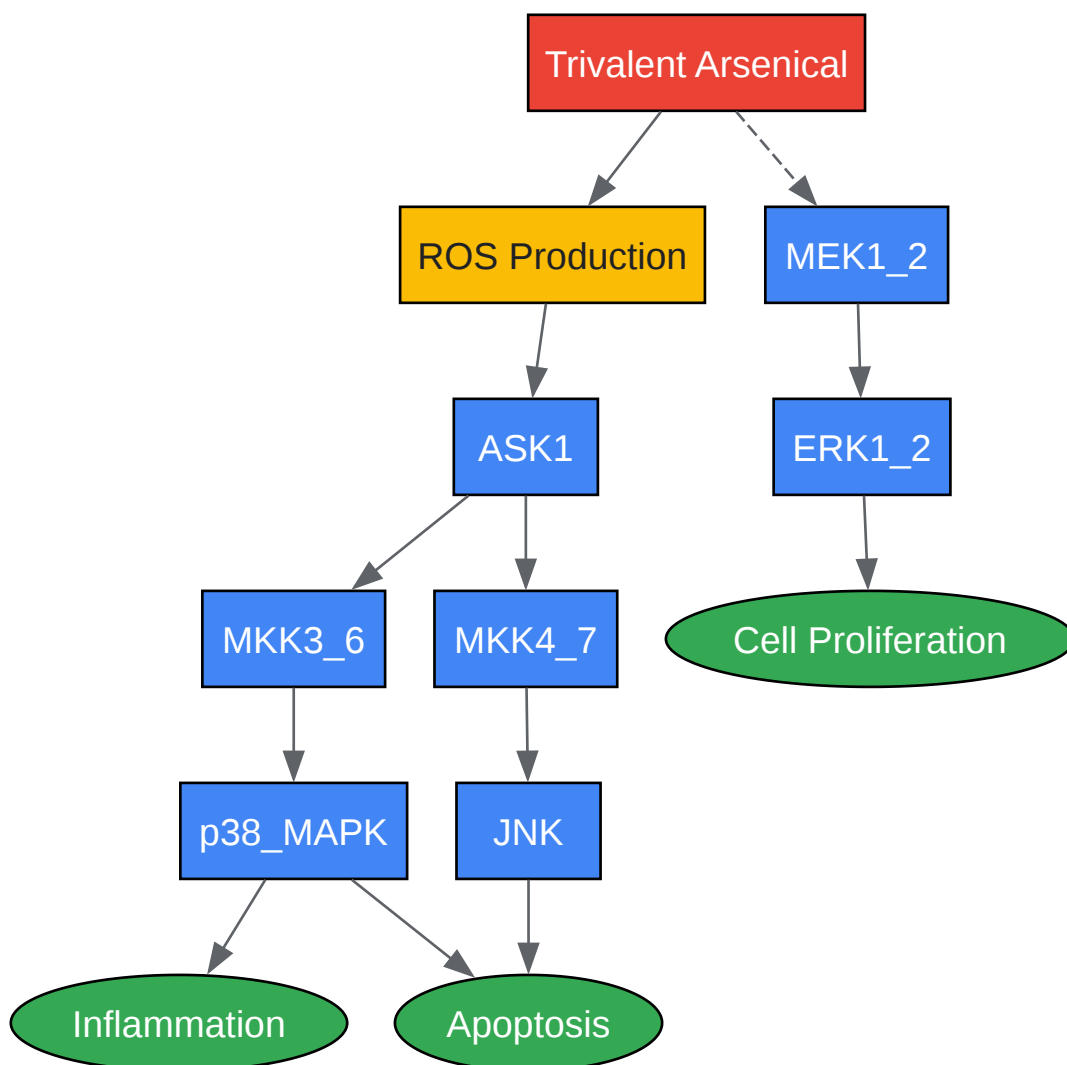 Trivalent Arsenical
ROS Production
MEK1_2
ASK1
ERK1_2
MKK3_6
MKK4_7
Cell Proliferation
p38_MAPK
JNK
Inflammation
Apoptosis